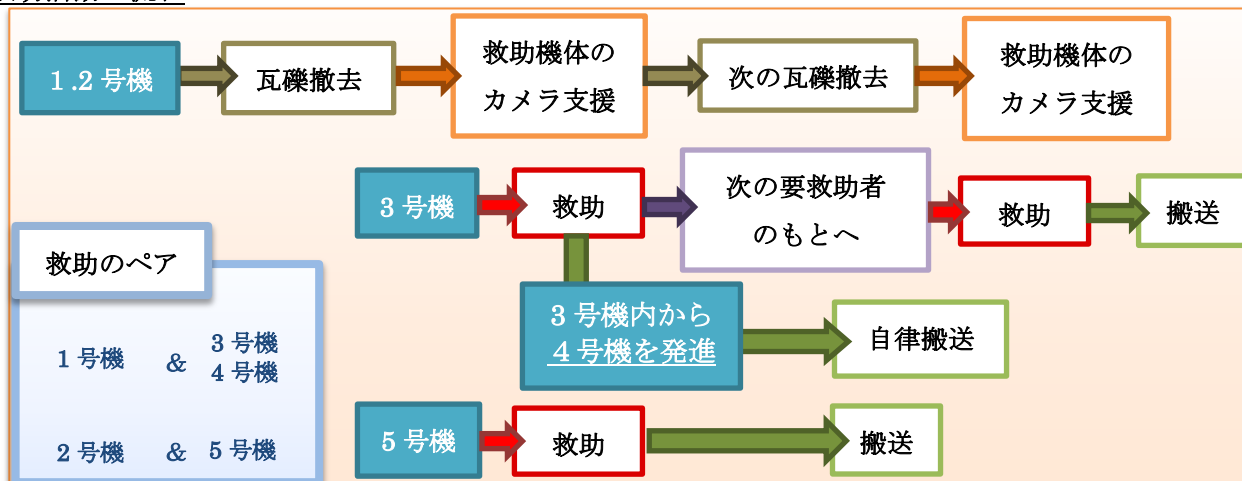 1.2号機
瓦礫撤去
救助機体の
カメラ支援
次の瓦礫撤去
救助機体の
カメラ支援
3号機
救助
次の要救助者
のもとへ
救助
搬送
3号機内から
4号機を発進
自律搬送
5号機
救助
搬送
救助のペア
1号機 & 3号機
4号機
2号機 & 5号機